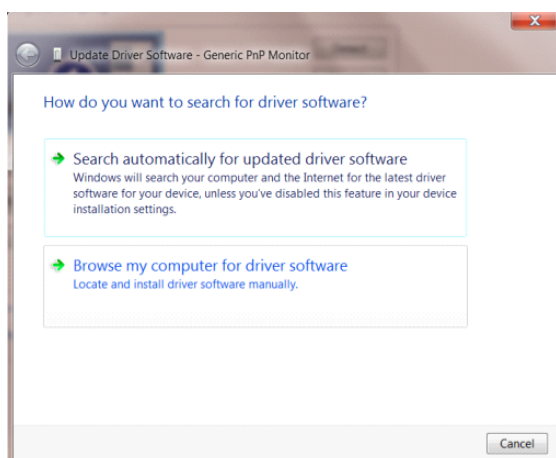 Update Driver Software - Generic PnP Monitor
How do you want to search for driver software?
Search automatically for updated driver software
Windows will search your computer and the Internet for the latest driver
software for your device, unless you've disabled this feature in your device
installation settings.
Browse my computer for driver software
Locate and install driver software manually.
Cancel